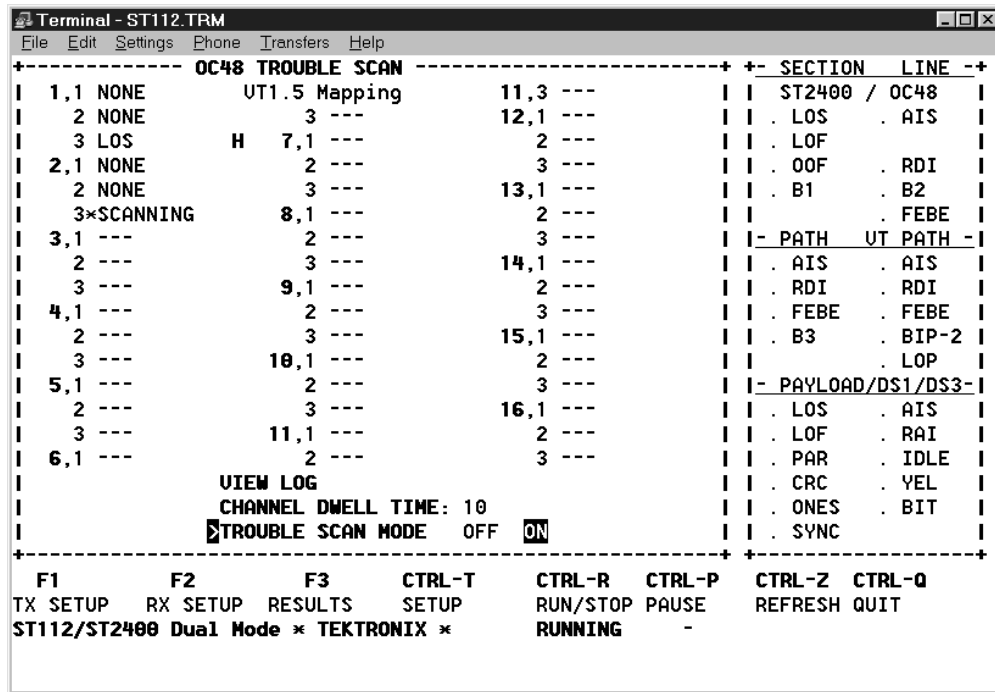 Terminal - ST112.TRM
File Edit Settings Phone Transfers Help
+------------- OC48 TROUBLE SCAN -------------------------+ +- SECTION LINE -+
| 1,1 NONE VT1.5 Mapping 11,3 --- | | ST2400 / OC48 |
| 2 NONE 3 --- 12,1 --- | | . LOS . AIS |
| 3 LOS H 7,1 --- 2 --- | | . LOF |
| 2,1 NONE 2 --- 3 --- | | . OOF . RDI |
| 2 NONE 3 --- 13,1 --- | | . B1 . B2 |
| 3*SCANNING 8,1 --- 2 --- | | . FEBE |
| 3,1 --- 2 --- 3 --- | |- PATH VT PATH -|
| 2 --- 3 --- 14,1 --- | | . AIS . AIS |
| 3 --- 9,1 --- 2 --- | | . RDI . RDI |
| 4,1 --- 2 --- 3 --- | | . FEBE . FEBE |
| 2 --- 3 --- 15,1 --- | | . B3 . BIP-2 |
| 3 --- 10,1 --- 2 --- | | . LOP |
| 5,1 --- 2 --- 3 --- | |- PAYLOAD/DS1/DS3-|
| 2 --- 3 --- 16,1 --- | | . LOS . AIS |
| 3 --- 11,1 --- 2 --- | | . LOF . RAI |
| 6,1 --- 2 --- 3 --- | | . PAR . IDLE |
| VIEW LOG | | . CRC . YEL |
| CHANNEL DWELL TIME: 10 | | . ONES . BIT |
| >TROUBLE SCAN MODE OFF ON | | . SYNC |
+---------------------------------------------------------+ +------------------+
F1 F2 F3 CTRL-T CTRL-R CTRL-P CTRL-Z CTRL-Q
TX SETUP RX SETUP RESULTS SETUP RUN/STOP PAUSE REFRESH QUIT
ST112/ST2400 Dual Mode * TEKTRONIX * RUNNING -